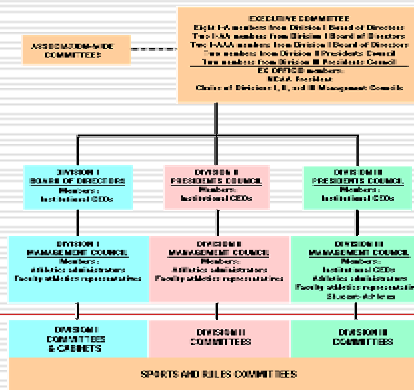 EXECUTIVE COMMITTEE
Eight I-A members from Division I Board of Directors
Two I-AA members from Division I Board of Directors
Two I-AAA members from Division I Board of Directors
Two members from Division II Presidents Council
Two members from Division III Presidents Council
EX OFFICIO members:
NCAA President
Chairs of Divisions I, II, and III Management Councils
ASSOCIATION-WIDE
COMMITTEES
DIVISION I
BOARD OF DIRECTORS
Members:
Institutional CEOs
DIVISION II
PRESIDENTS COUNCIL
Members:
Institutional CEOs
DIVISION III
PRESIDENTS COUNCIL
Members:
Institutional CEOs
DIVISION I
MANAGEMENT COUNCIL
Members:
Athletics administrators
Faculty athletics representatives
DIVISION II
MANAGEMENT COUNCIL
Members:
Athletics administrators
Faculty athletics representatives
DIVISION III
MANAGEMENT COUNCIL
Members:
Institutional CEOs
Athletics administrators
Faculty athletics representatives
Student-Athletes
DIVISION I
COMMITTEES
& CABINETS
DIVISION II
COMMITTEES
DIVISION III
COMMITTEES
SPORTS AND RULES COMMITTEES